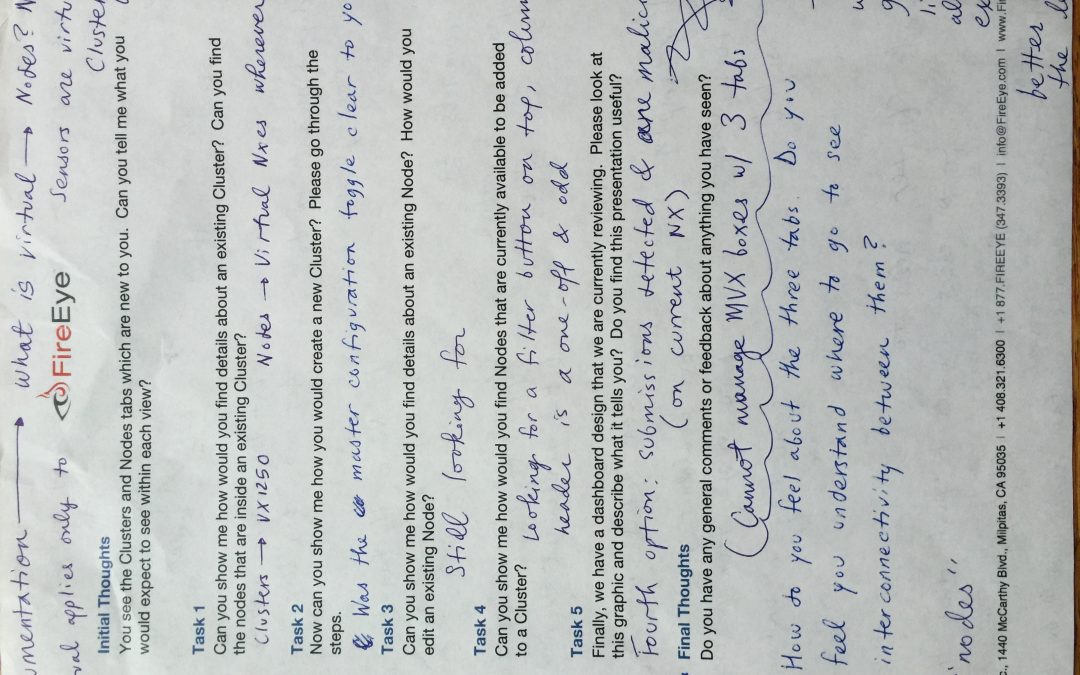 umentation → what is virtual → Nodes?
val applies only to
Sensors are virtu
Cluster
FireEye
Initial Thoughts
You see the Clusters and Nodes tabs which are new to you. Can you tell me what you
would expect to see within each view?
Task 1
Can you show me how would you find details about an existing Cluster? Can you find
the nodes that are inside an existing Cluster?
Clusters → VX1250 Nodes → Virtual Nxes wherever
Task 2
Now can you show me how you would create a new Cluster? Please go through the
steps.
Was the master configuration toggle clear to yo
Task 3
Can you show me how would you find details about an existing Node? How would you
edit an existing Node?
Still looking for
Task 4
Can you show me how would you find Nodes that are currently available to be added
to a Cluster?
Looking for a filter button on top, colum
header is a one-off & odd
Task 5
Finally, we have a dashboard design that we are currently reviewing. Please look at
this graphic and describe what it tells you? Do you find this presentation useful?
Fourth option: submissions detected & are malici
(on current NX)
Final Thoughts
Do you have any general comments or feedback about anything you have seen?
Cannot manage MVX boxes w/ 3 tabs
How do you feel about the three tabs. Do you
feel you understand where to go to see
interconnectivity between them?
"nodes"
c., 1440 McCarthy Blvd., Milpitas, CA 95035 | +1 408.321.6300 | +1 877.FIREEYE (347.3393) | info@FireEye.com | www.Fi
better
the